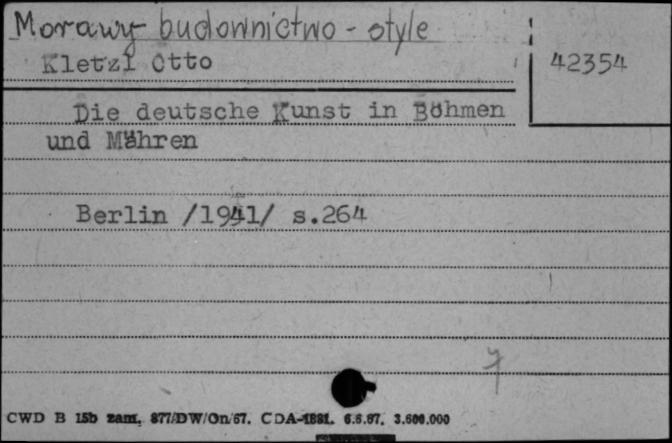 Morawy budownictwo - style
Kletzl Otto
42354
Die deutsche Kunst in Böhmen
und Mähren
Berlin /1941/ s.264
7
CWD B 15b zam. 877/DW/On/67. CDA-1881. 6.6.67. 3.600.000